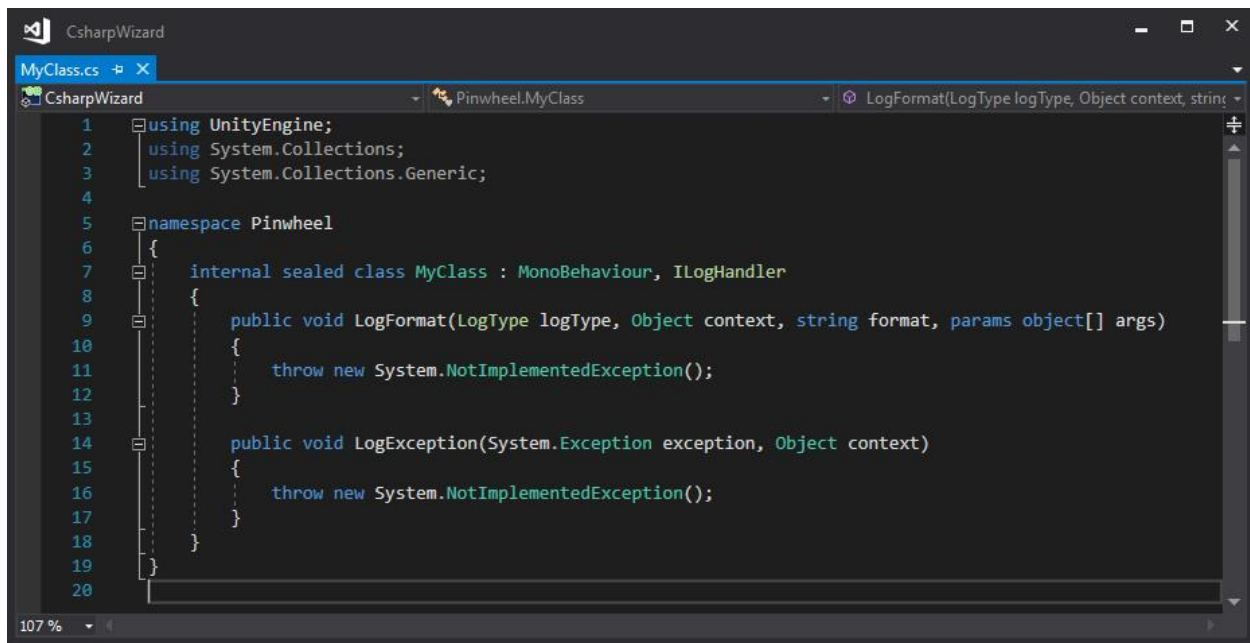 CsharpWizard
MyClass.cs
CsharpWizard Pinwheel.MyClass LogFormat(LogType logType, Object context, string
1 using UnityEngine;
2 using System.Collections;
3 using System.Collections.Generic;
4
5 namespace Pinwheel
6 {
7 internal sealed class MyClass : MonoBehaviour, ILogHandler
8 {
9 public void LogFormat(LogType logType, Object context, string format, params object[] args)
10 {
11 throw new System.NotImplementedException();
12 }
13
14 public void LogException(System.Exception exception, Object context)
15 {
16 throw new System.NotImplementedException();
17 }
18 }
19 }
20
107 %